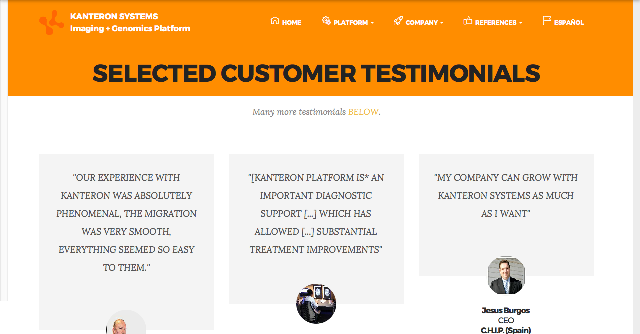 KANTERON SYSTEMS
Imaging + Genomics Platform
HOME
PLATFORM
COMPANY
REFERENCES
ESPAÑOL
SELECTED CUSTOMER TESTIMONIALS
Many more testimonials BELOW.
"OUR EXPERIENCE WITH
KANTERON WAS ABSOLUTELY
PHENOMENAL, THE MIGRATION
WAS VERY SMOOTH,
EVERYTHING SEEMED SO EASY
TO THEM."
"[KANTERON PLATFORM IS* AN
IMPORTANT DIAGNOSTIC
SUPPORT [...] WHICH HAS
ALLOWED [...] SUBSTANTIAL
TREATMENT IMPROVEMENTS"
"MY COMPANY CAN GROW WITH
KANTERON SYSTEMS AS MUCH
AS I WANT"
Jesus Burgos
CEO
C.H.I.P. (Spain)